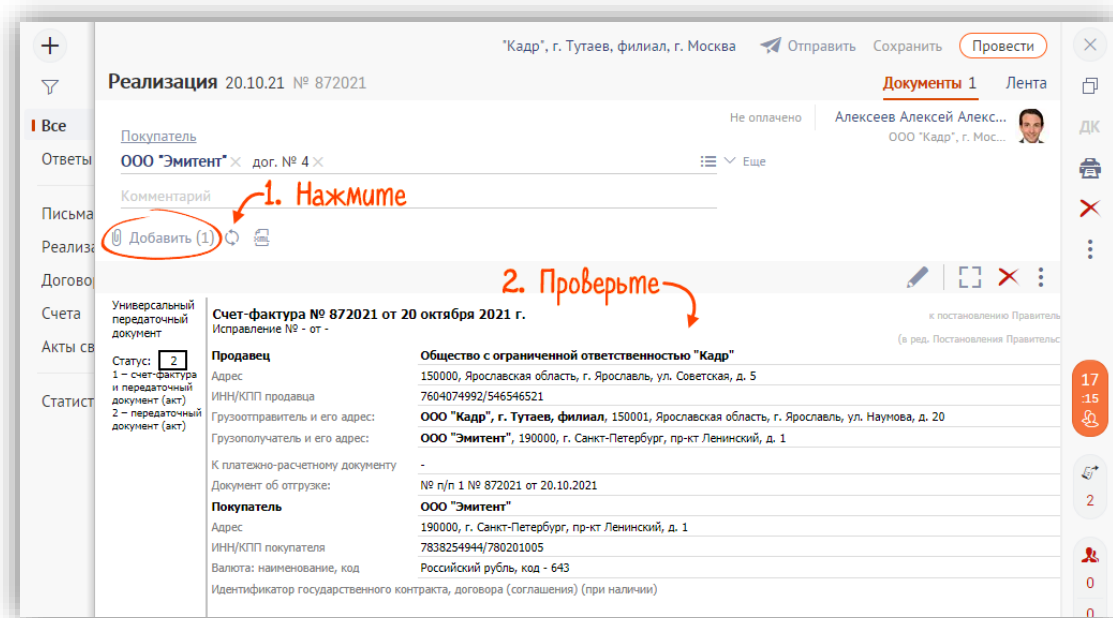 "Кадр", г. Тутаев, филиал, г. Москва Отправить Сохранить Провести
Реализация 20.10.21 № 872021 Документы 1 Лента
Все
Ответы
Письма
Реализа
Догово
Счета
Акты св
Статист
Не оплачено
Алексеев Алексей Алекс...
ООО "Кадр", г. Мос...
ДК
Покупатель
ООО "Эмитент" × дог. № 4 ×
Еще
Комментарий
1. Нажмите
Добавить (1)
2. Проверьте
Универсальный
передаточный
документ
Статус: 2
1 – счет-фактура
и передаточный
документ (акт)
2 – передаточный
документ (акт)
Счет-фактура № 872021 от 20 октября 2021 г.
Исправление № - от -
к постановлению Правитель
(в ред. Постановления Правительс
Продавец Общество с ограниченной ответственностью "Кадр"
Адрес 150000, Ярославская область, г. Ярославль, ул. Советская, д. 5
ИНН/КПП продавца 7604074992/546546521
Грузоотправитель и его адрес: ООО "Кадр", г. Тутаев, филиал, 150001, Ярославская область, г. Ярославль, ул. Наумова, д. 20
Грузополучатель и его адрес: ООО "Эмитент", 190000, г. Санкт-Петербург, пр-кт Ленинский, д. 1
К платежно-расчетному документу -
Документ об отгрузке: № п/п 1 № 872021 от 20.10.2021
Покупатель ООО "Эмитент"
Адрес 190000, г. Санкт-Петербург, пр-кт Ленинский, д. 1
ИНН/КПП покупателя 7838254944/780201005
Валюта: наименование, код Российский рубль, код - 643
Идентификатор государственного контракта, договора (соглашения) (при наличии)
17
:15
2
0
0